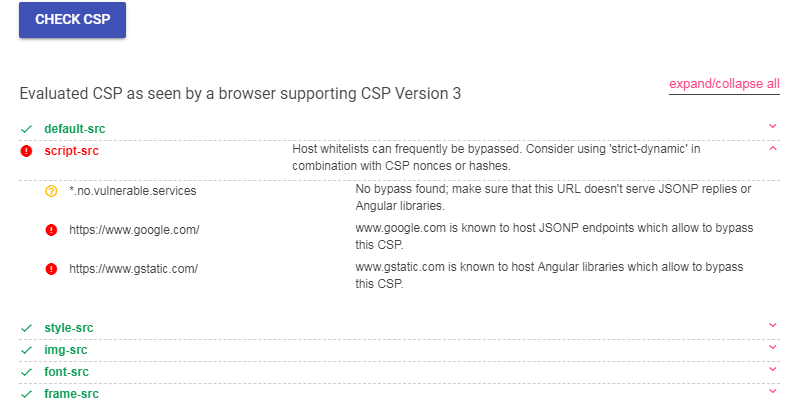 CHECK CSP
expand/collapse all
Evaluated CSP as seen by a browser supporting CSP Version 3
default-src
script-src
Host whitelists can frequently be bypassed. Consider using 'strict-dynamic' in
combination with CSP nonces or hashes.
*.no.vulnerable.services
No bypass found; make sure that this URL doesn't serve JSONP replies or
Angular libraries.
https://www.google.com/
www.google.com is known to host JSONP endpoints which allow to bypass
this CSP.
https://www.gstatic.com/
www.gstatic.com is known to host Angular libraries which allow to bypass
this CSP.
style-src
img-src
font-src
frame-src